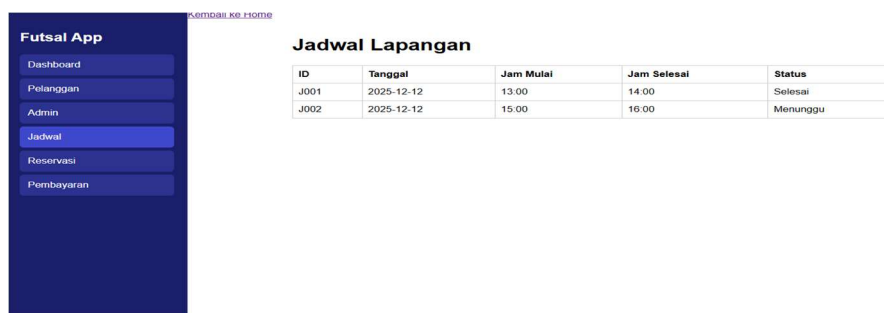 Kembali ke Home
Futsal App
Dashboard
Pelanggan
Admin
Jadwal
Reservasi
Pembayaran
Jadwal Lapangan
ID Tanggal Jam Mulai Jam Selesai Status
J001 2025-12-12 13:00 14:00 Selesai
J002 2025-12-12 15:00 16:00 Menunggu